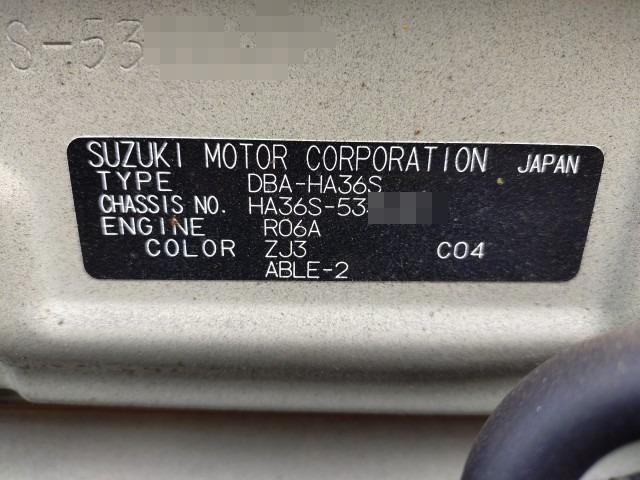 S-53
SUZUKI MOTOR CORPORATION JAPAN
TYPE DBA-HA36S
CHASSIS NO. HA36S-53
ENGINE R06A
COLOR ZJ3 C04
ABLE-2